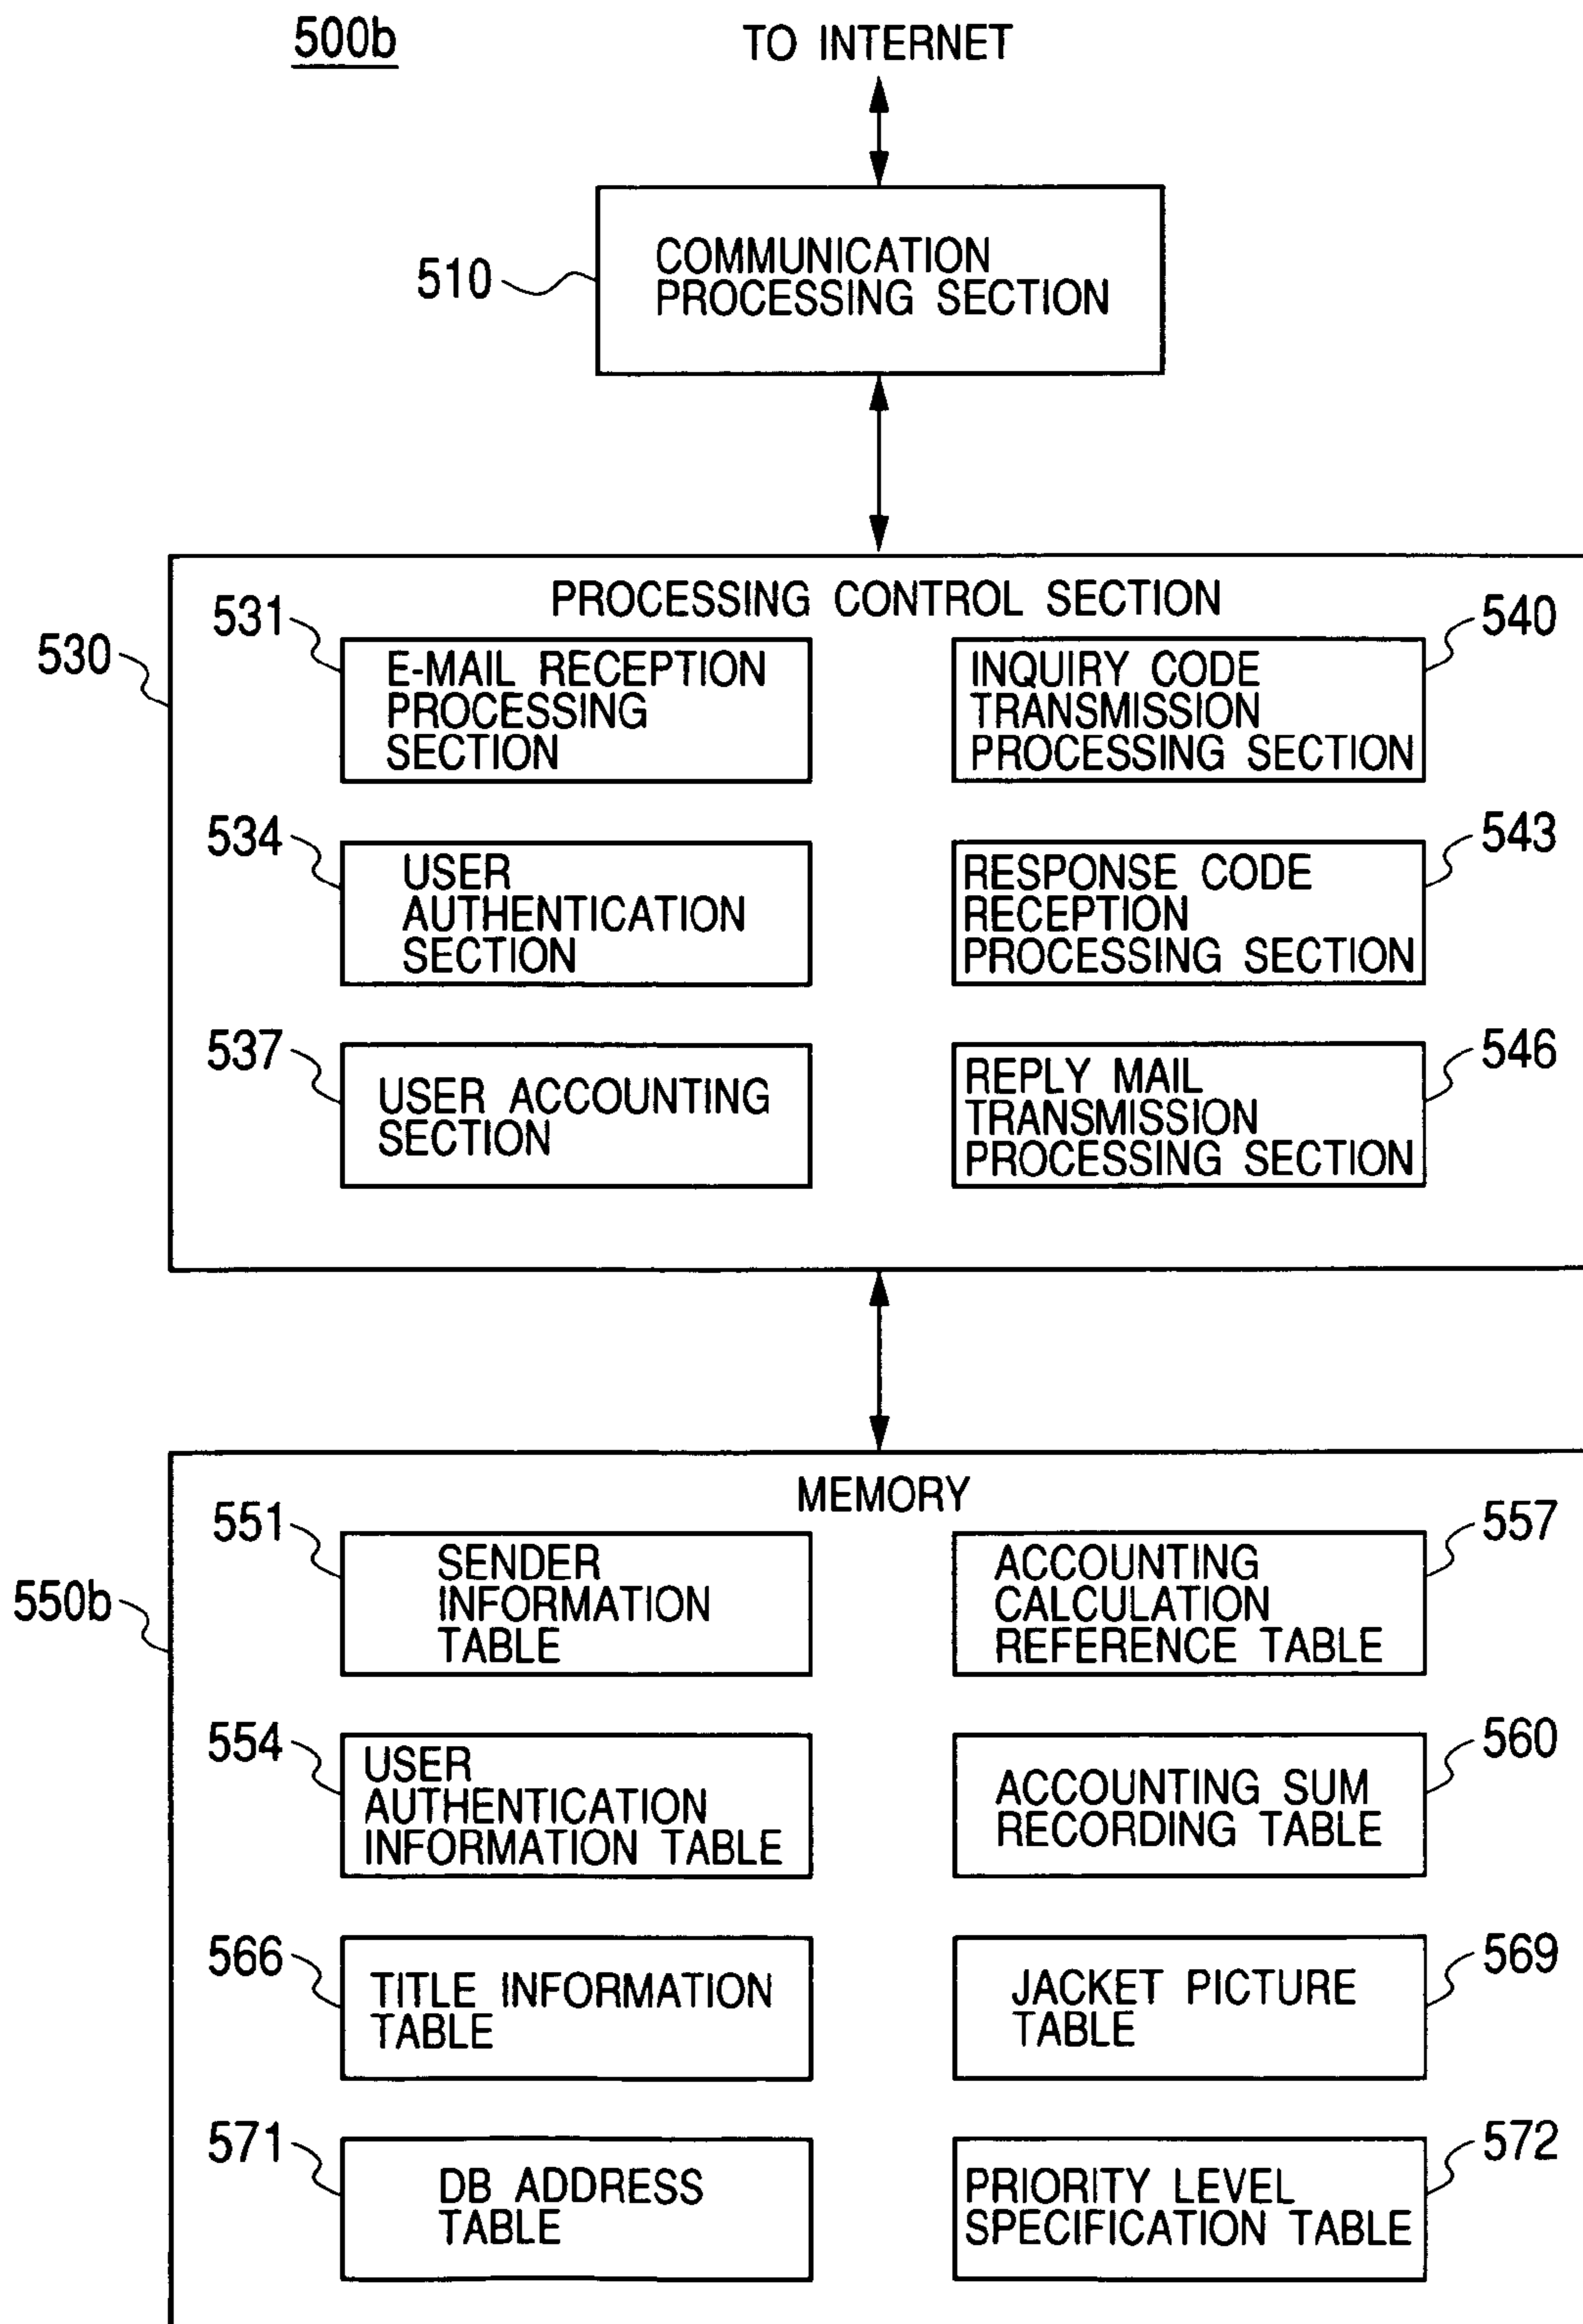 500b
TO INTERNET
510
COMMUNICATION
PROCESSING SECTION
530
PROCESSING CONTROL SECTION
531
E-MAIL RECEPTION
PROCESSING
SECTION
540
INQUIRY CODE
TRANSMISSION
PROCESSING SECTION
534
USER
AUTHENTICATION
SECTION
543
RESPONSE CODE
RECEPTION
PROCESSING SECTION
537
USER ACCOUNTING
SECTION
546
REPLY MAIL
TRANSMISSION
PROCESSING SECTION
550b
MEMORY
551
SENDER
INFORMATION
TABLE
557
ACCOUNTING
CALCULATION
REFERENCE TABLE
554
USER
AUTHENTICATION
INFORMATION TABLE
560
ACCOUNTING SUM
RECORDING TABLE
566
TITLE INFORMATION
TABLE
569
JACKET PICTURE
TABLE
571
DB ADDRESS
TABLE
572
PRIORITY LEVEL
SPECIFICATION TABLE